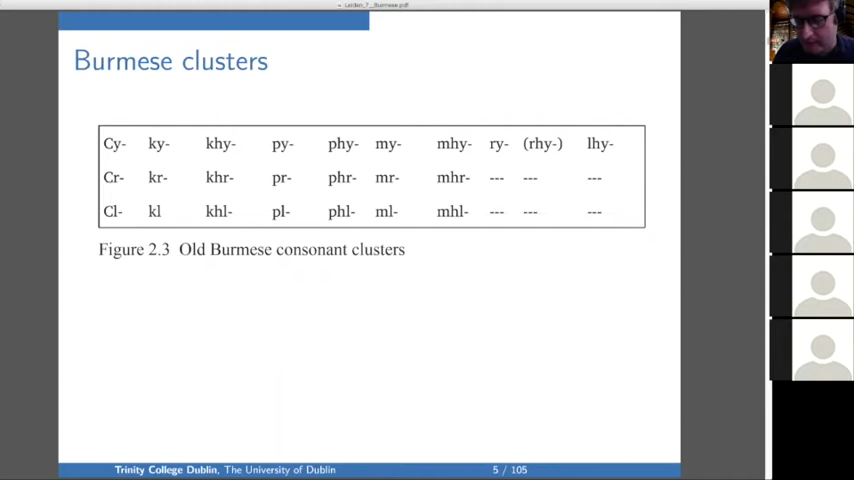 Leiden_7__Burmese.pdf
Burmese clusters
Cy- ky- khy- py- phy- my- mhy- ry- (rhy-) lhy-
Cr- kr- khr- pr- phr- mr- mhr- --- --- ---
Cl- kl khl- pl- phl- ml- mhl- --- --- ---
Figure 2.3 Old Burmese consonant clusters
Trinity College Dublin, The University of Dublin 5 / 105